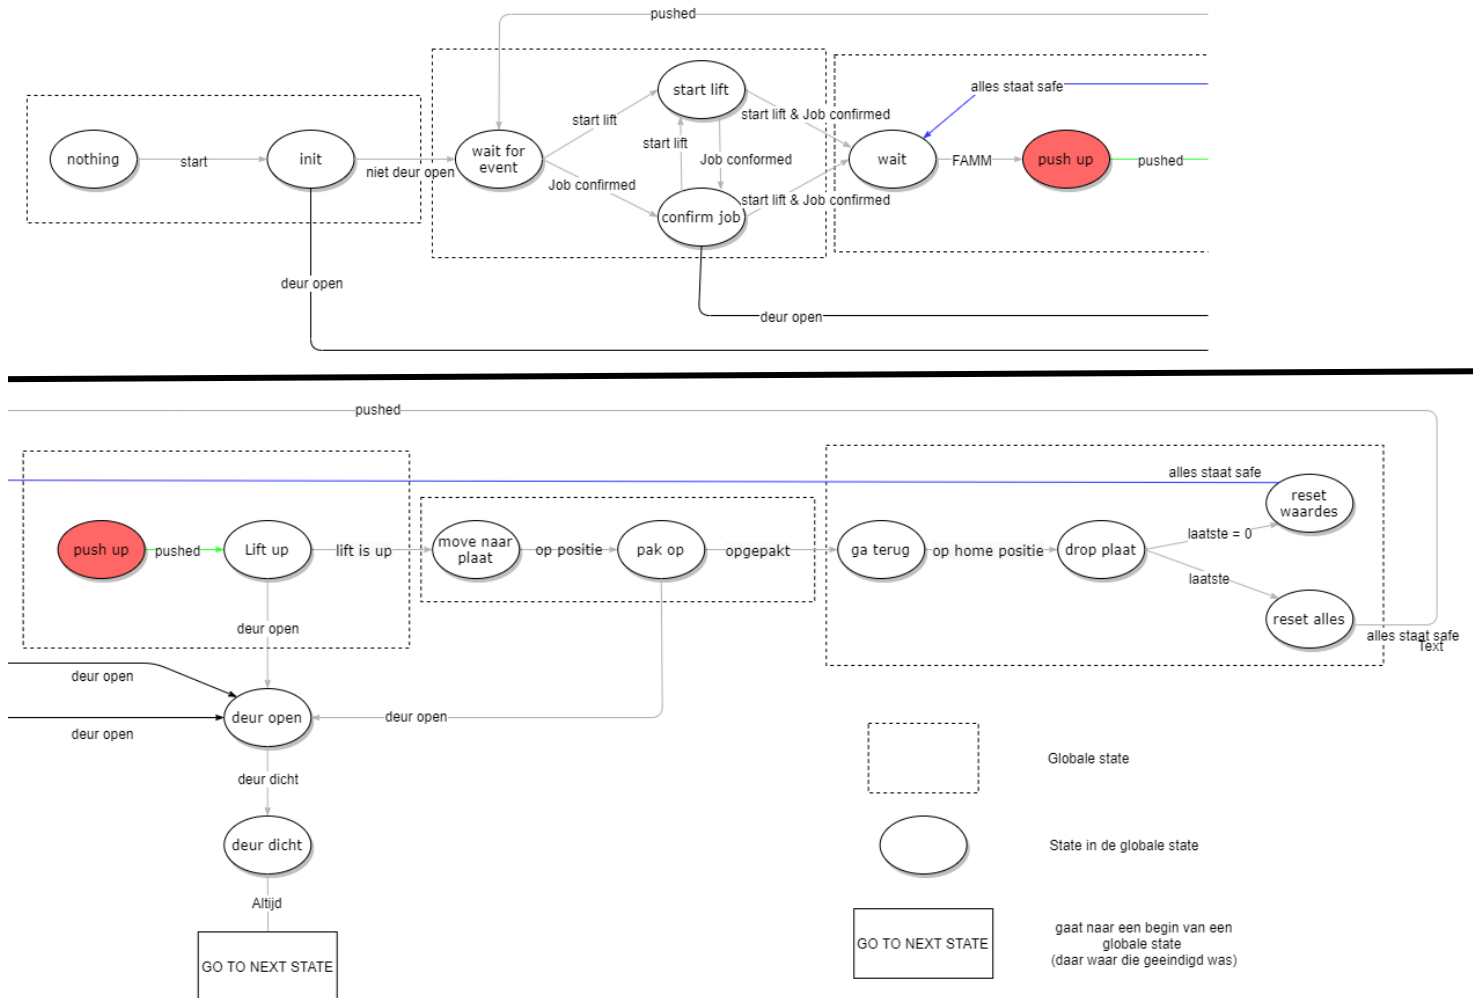 pushed
alles staat safe
start lift
start lift
start lift & Job confirmed
nothing
start
init
niet deur open
wait for
event
start lift
Job conformed
wait
FAMM
push up
pushed
Job confirmed
start lift & Job confirmed
confirm job
deur open
deur open
pushed
alles staat safe
reset
waardes
push up
pushed
Lift up
lift is up
move naar
plaat
op positie
pak op
opgepakt
ga terug
op home positie
drop plaat
laatste = 0
laatste
reset alles
alles staat safe
Text
deur open
deur open
deur open
deur open
deur open
deur dicht
deur dicht
Altijd
GO TO NEXT STATE
Globale state
State in de globale state
GO TO NEXT STATE
gaat naar een begin van een
globale state
(daar waar die geeindigd was)